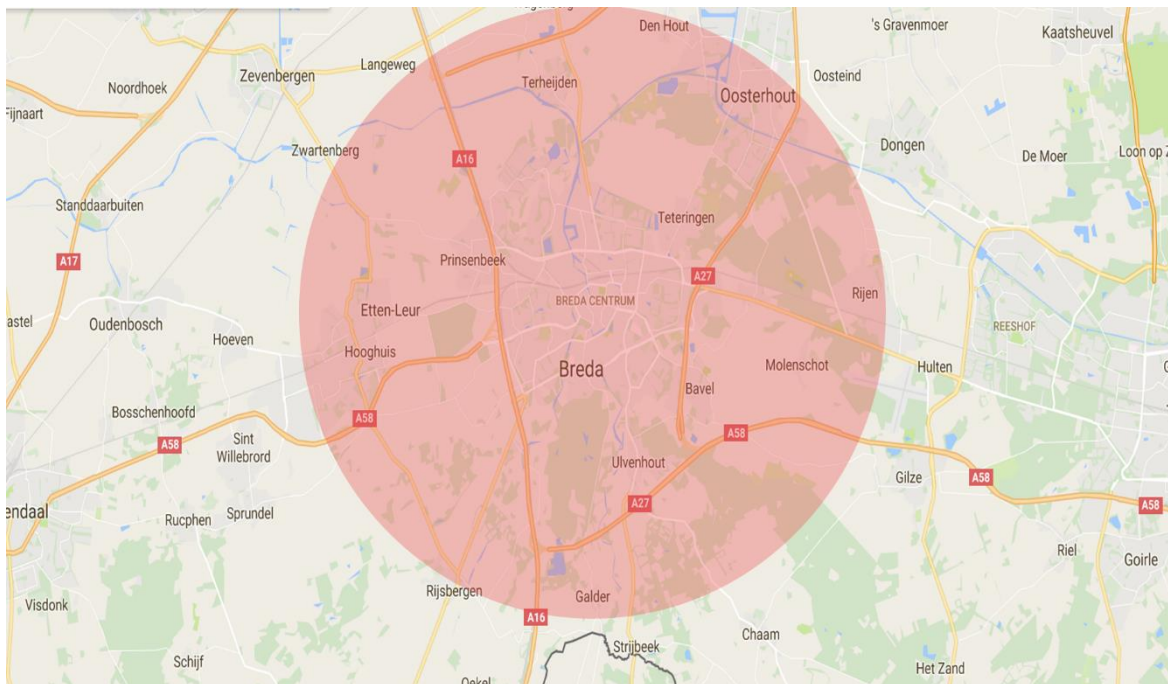 Den Hout
's Gravenmoer
Kaatsheuvel
Langeweg
Zevenbergen
Noordhoek
Terheijden
Oosteind
Oosterhout
Fijnaart
Zwartenberg
A16
Dongen
De Moer
Loon op Z
Standdaarbuiten
Teteringen
A17
Prinsenbeek
A27
Rijen
BREDA CENTRUM
Etten-Leur
Oudenbosch
Hoeven
REESHOF
Hooghuis
Breda
Molenschot
Hulten
Bavel
Bosschenhoofd
A58
A58
A58
Sint
Willebrord
Ulvenhout
Gilze
A58
A58
A27
endaal
Rucphen
Sprundel
Riel
Goirle
Rijsbergen
Galder
Visdonk
A16
Chaam
Strijbeek
Schijf
Het Zand